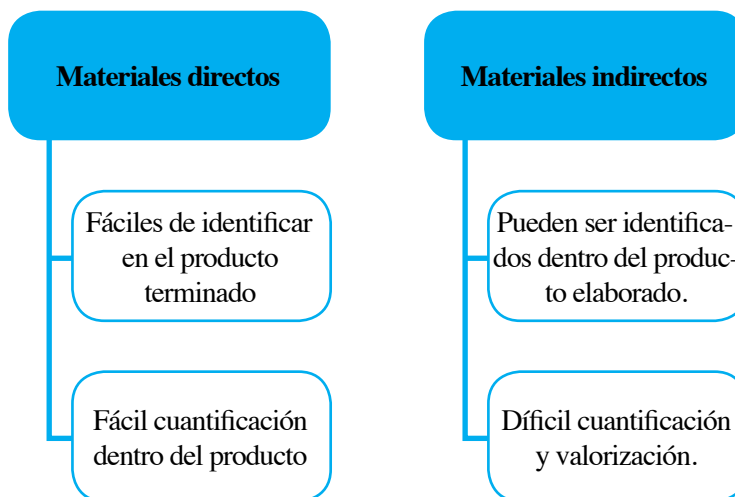 Materiales directos
Fáciles de identificar
en el producto
terminado
Fácil cuantificación
dentro del producto
Materiales indirectos
Pueden ser identifica-
dos dentro del produc-
to elaborado.
Díficil cuantificación
y valorización.